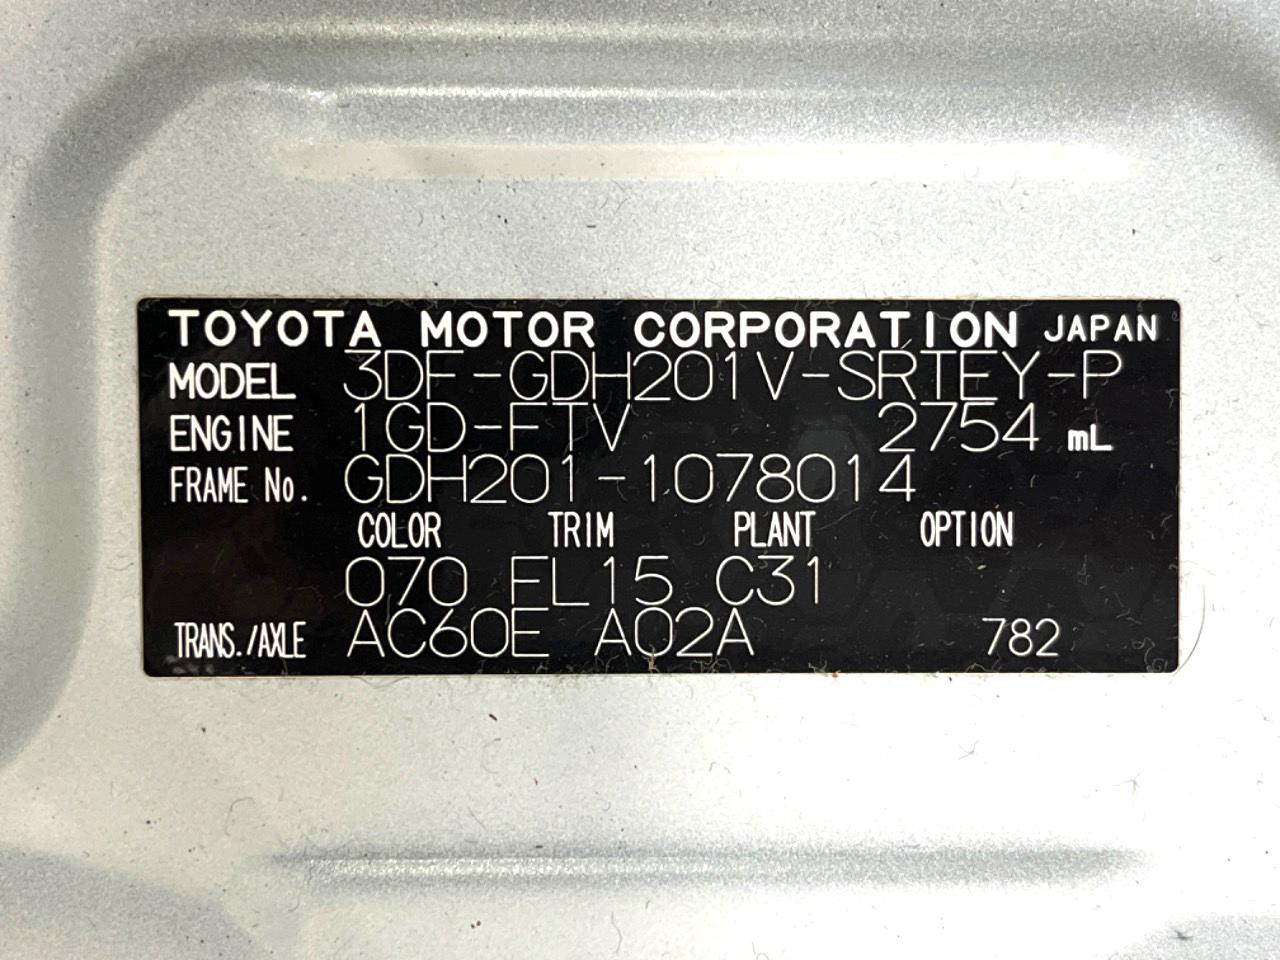 TOYOTA MOTOR CORPORATION JAPAN
MODEL 3DF-GDH201V-SRTEY-P
ENGINE 1GD-FTV 2754 mL
FRAME No. GDH201-1078014
COLOR TRIM PLANT OPTION
070 FL15 C31
TRANS./AXLE AC60E A02A 782